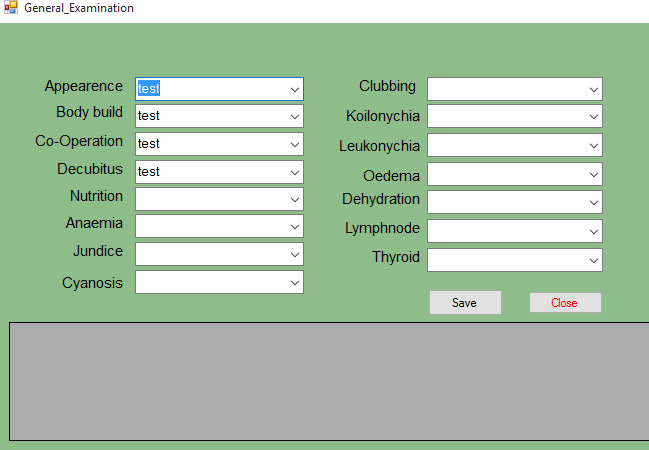 General_Examination
Appearence test
Body build test
Co-Operation test
Decubitus test
Nutrition
Anaemia
Jundice
Cyanosis
Clubbing
Koilonychia
Leukonychia
Oedema
Dehydration
Lymphnode
Thyroid
Save Close